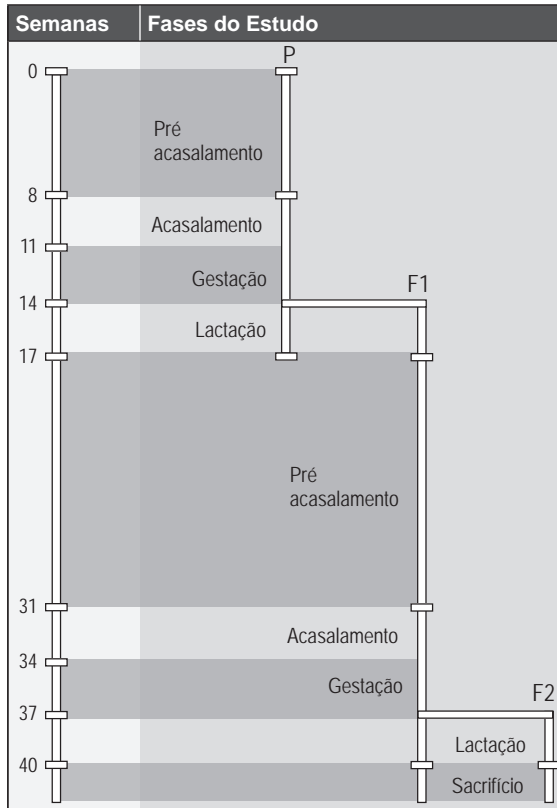 Semanas Fases do Estudo
P
0
Pré
acasalamento
8
Acasalamento
11
Gestação
F1
14
Lactação
17
Pré
acasalamento
31
Acasalamento
34
Gestação
F2
37
Lactação
40
Sacrifício